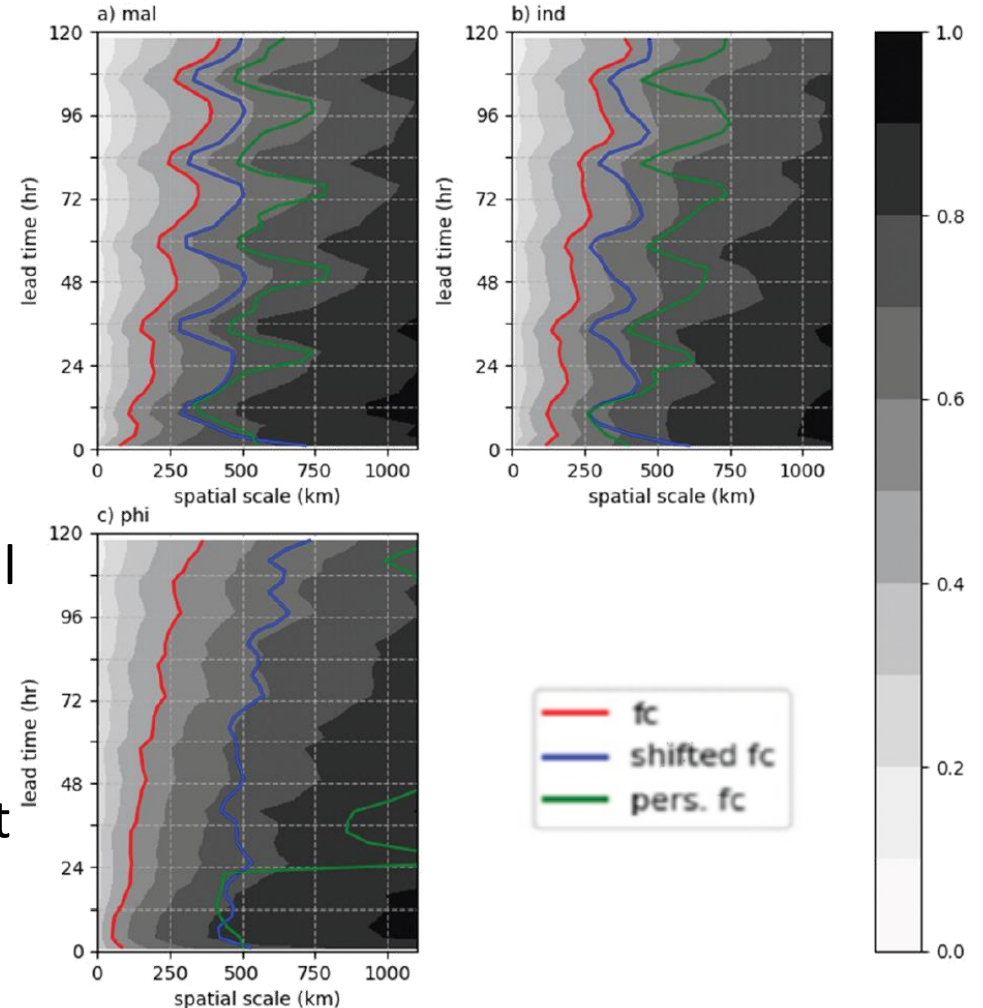 a) mal
120
96
72
48
24
0
lead time (hr)
0 250 500 750 1000
spatial scale (km)
b) ind
120
96
72
48
24
0
lead time (hr)
0 250 500 750 1000
spatial scale (km)
1.0
0.8
0.6
0.4
0.2
0.0
l
t
c) phi
120
96
72
48
24
0
lead time (hr)
0 250 500 750 1000
spatial scale (km)
fc
shifted fc
pers. fc